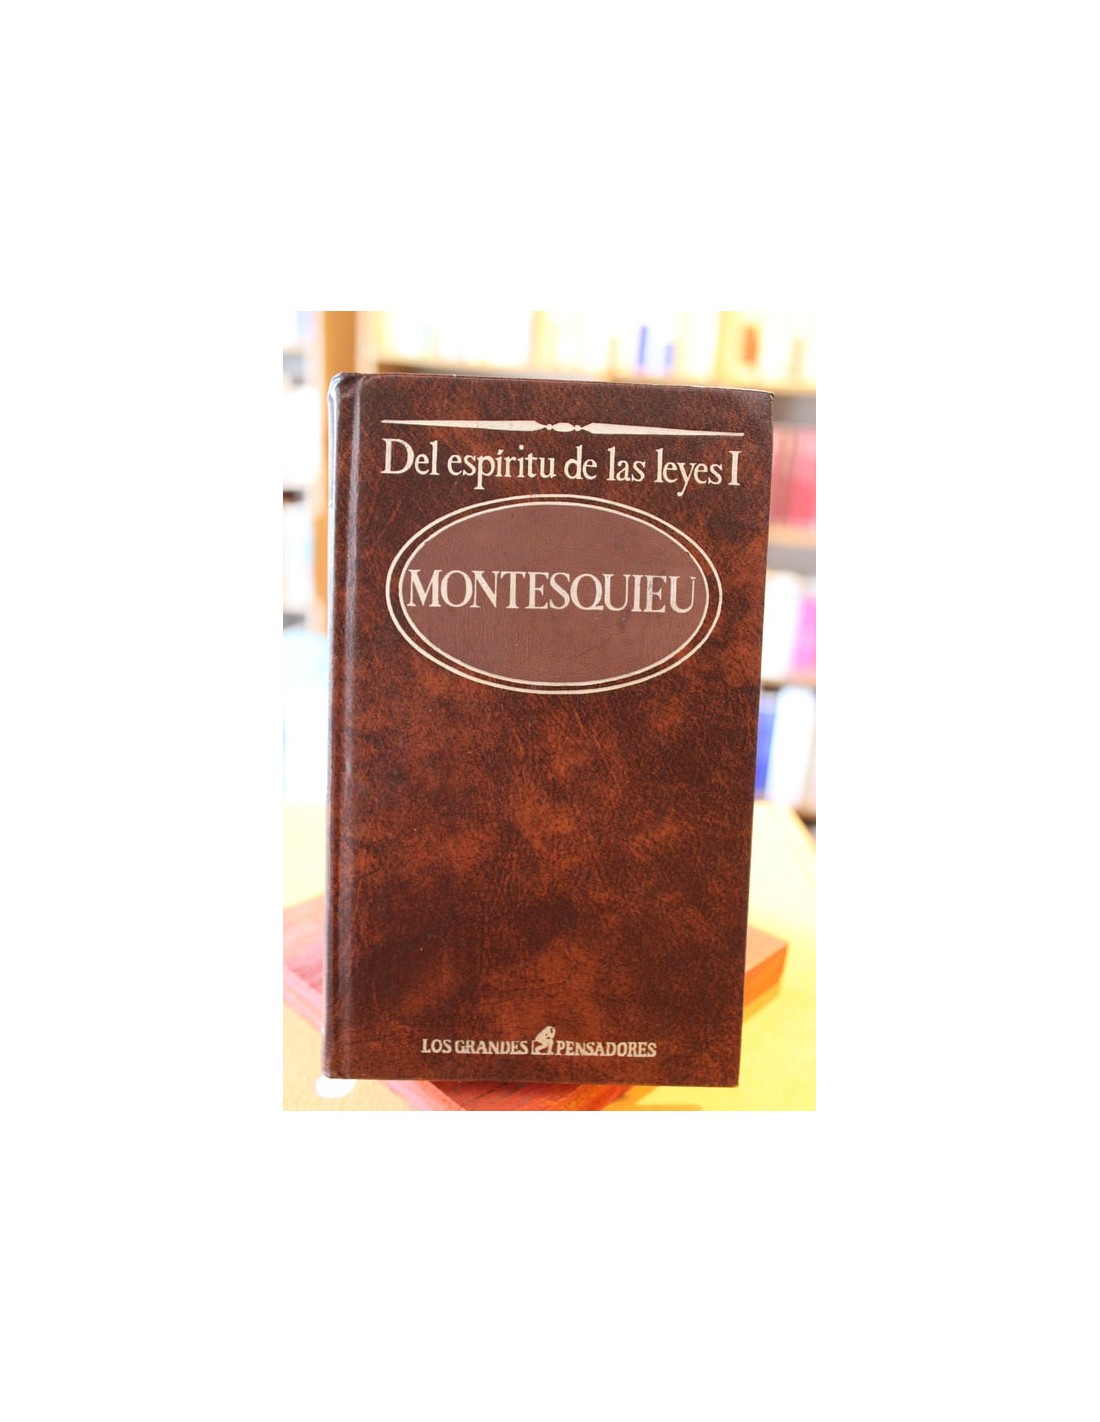 Del espíritu de las leyes I
MONTESQUIEU
LOS GRANDES PENSADORES